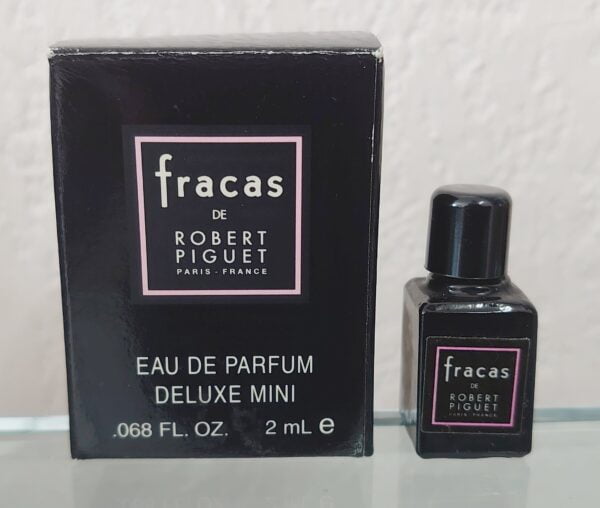 fracas
DE
ROBERT
PIGUET
PARIS - FRANCE
EAU DE PARFUM
DELUXE MINI
.068 FL. OZ. 2 mL e
fracas
DE
ROBERT
PIGUET
PARIS - FRANCE